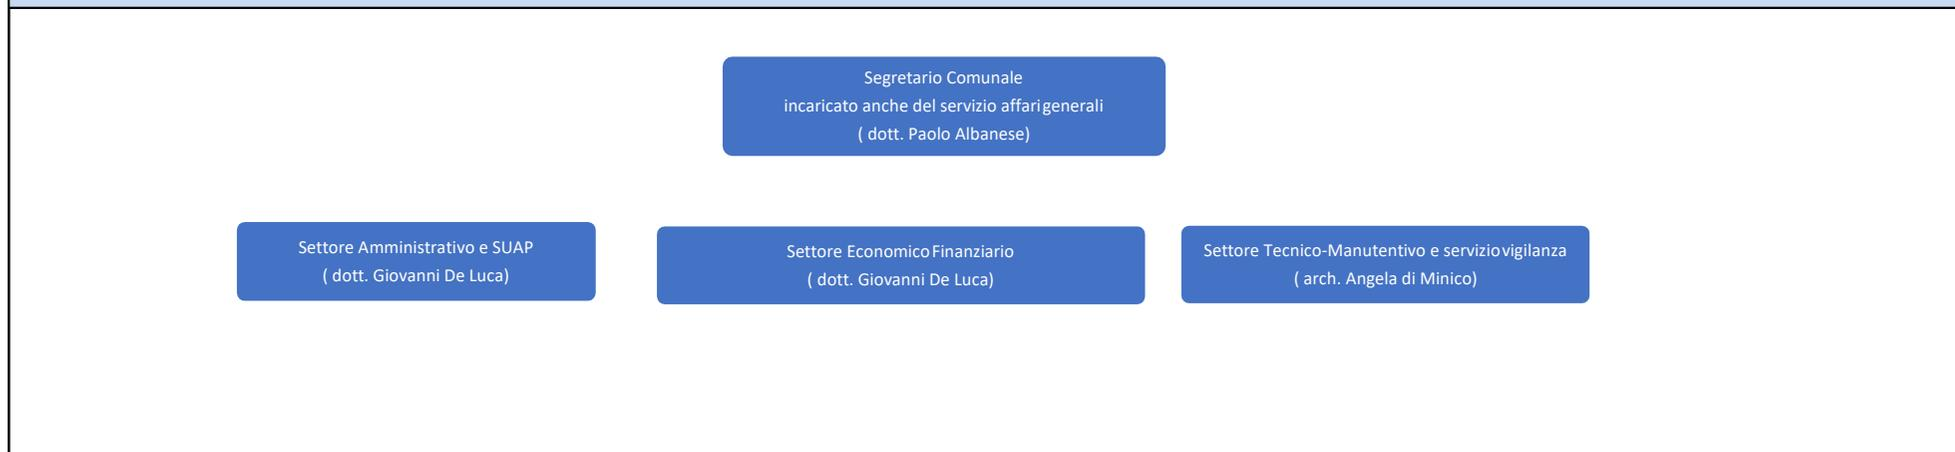 Segretario Comunale
incaricato anche del servizio affari generali
( dott. Paolo Albanese)
Settore Amministrativo e SUAP
( dott. Giovanni De Luca)
Settore Economico Finanziario
( dott. Giovanni De Luca)
Settore Tecnico-Manutentivo e servizio vigilanza
( arch. Angela di Minico)